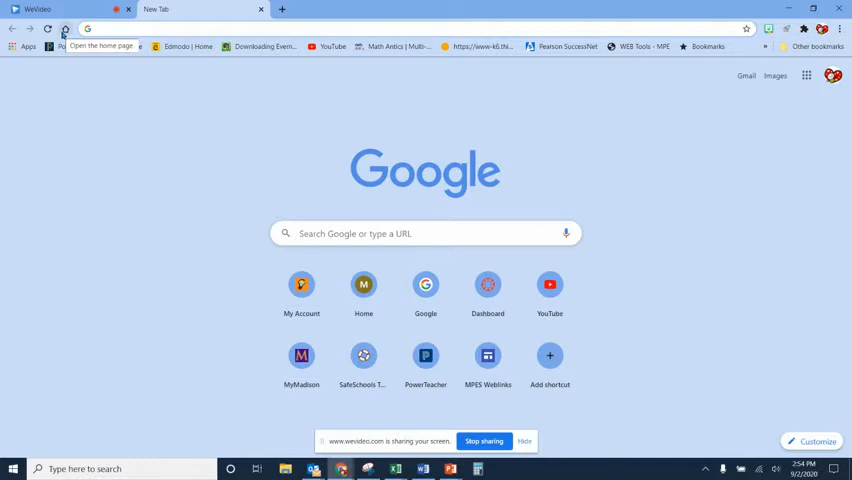 WeVideo
New Tab
Open the home page
Apps
Edmodo | Home
Downloading Evern...
YouTube
Math Antics | Multi-...
https://www-k6.thi...
Pearson SuccessNet
WEB Tools - MPE
Bookmarks
»
Other bookmarks
Gmail
Images
Google
Search Google or type a URL
My Account
Home
Google
Dashboard
YouTube
MyMadison
SafeSchools T...
PowerTeacher
MPES Weblinks
Add shortcut
www.wevideo.com is sharing your screen.
Stop sharing
Hide
Customize
Type here to search
2:54 PM
9/2/2020